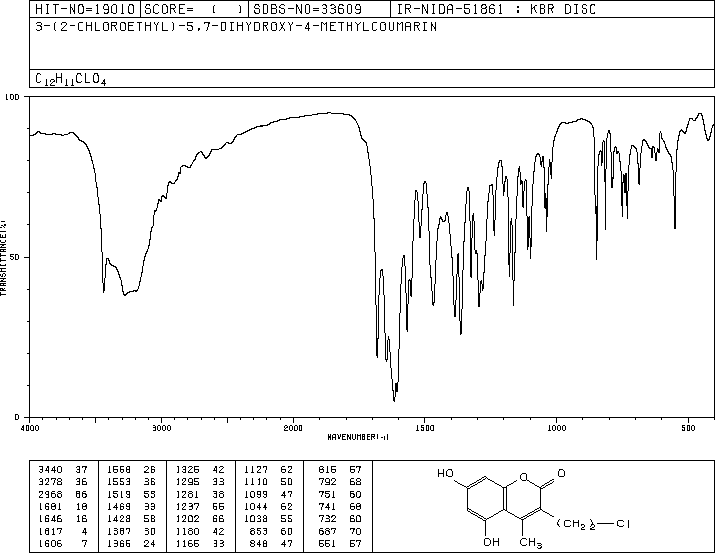 HIT-NO=19010 SCORE= ( ) SDBS-NO=33609 IR-NIDA-51861 : KBR DISC
3-(2-CHLOROETHYL)-5,7-DIHYDROXY-4-METHYLCOUMARIN
C12H11CLO4
100
50
0
TRANSMITTANCE(%)
4000 3000 2000 1500 1000 500
WAVENUMBER(-1)
3440 37 1568 26 1325 42 1127 62 815 57
3278 36 1553 36 1295 33 1110 50 792 68
2968 66 1519 55 1281 38 1099 47 751 60
1681 18 1469 33 1237 55 1044 62 741 60
1646 16 1428 58 1202 66 1038 55 732 60
1617 4 1387 30 1180 42 853 60 687 70
1606 7 1365 24 1165 33 848 47 551 57
HO O O
(CH2)2—Cl
OH CH3